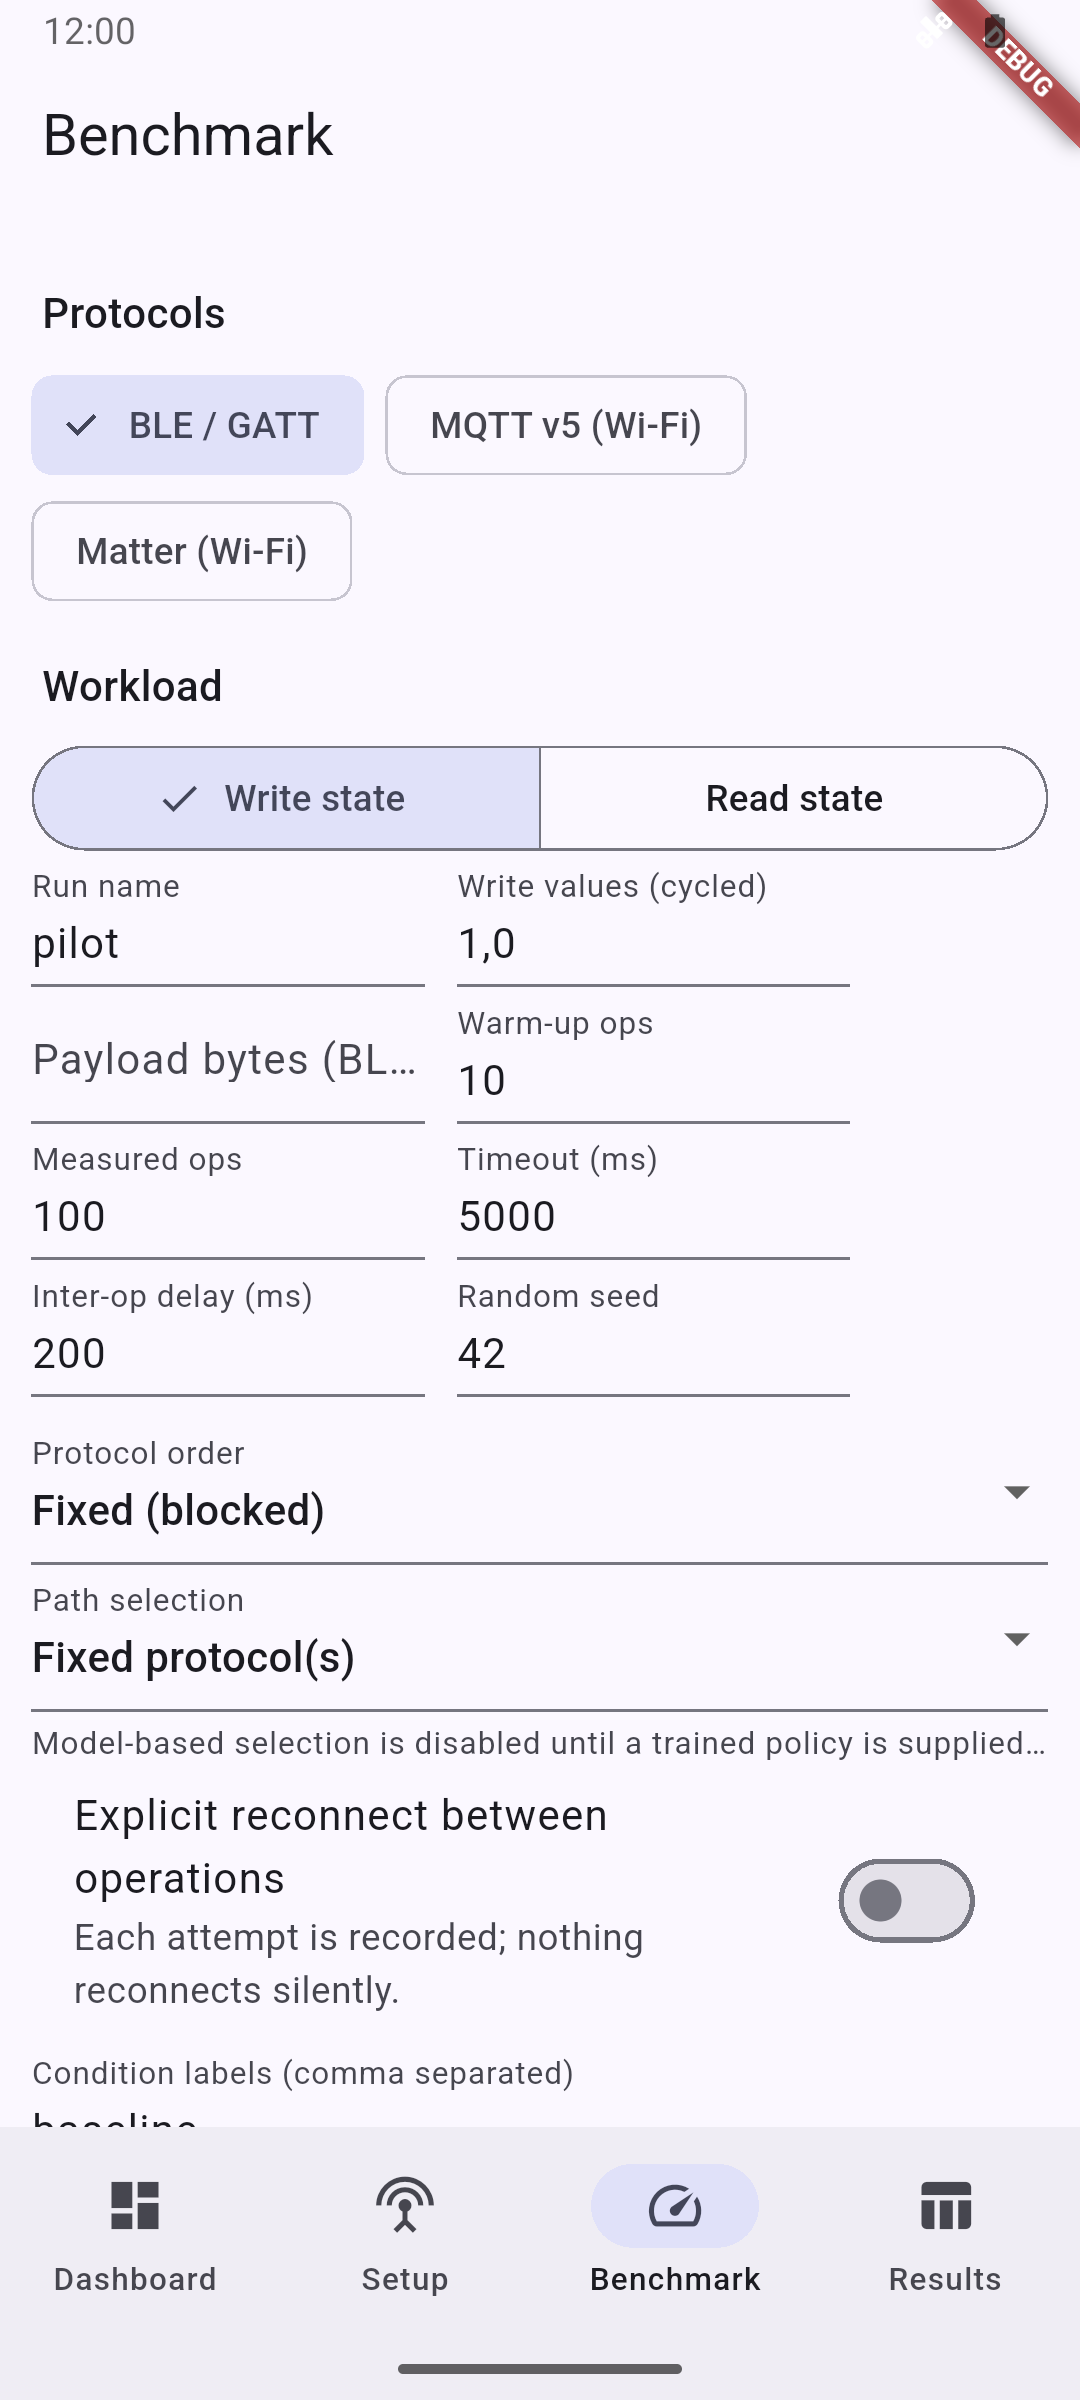 12:00
DEBUG
Benchmark
Protocols
BLE / GATT
MQTT v5 (Wi-Fi)
Matter (Wi-Fi)
Workload
Write state
Read state
Run name
Write values (cycled)
pilot
1,0
Payload bytes (BL…
Warm-up ops
10
Measured ops
Timeout (ms)
100
5000
Inter-op delay (ms)
Random seed
200
42
Protocol order
Fixed (blocked)
Path selection
Fixed protocol(s)
Model-based selection is disabled until a trained policy is supplied…
Explicit reconnect between
operations
Each attempt is recorded; nothing
reconnects silently.
Condition labels (comma separated)
baseline
Dashboard
Setup
Benchmark
Results